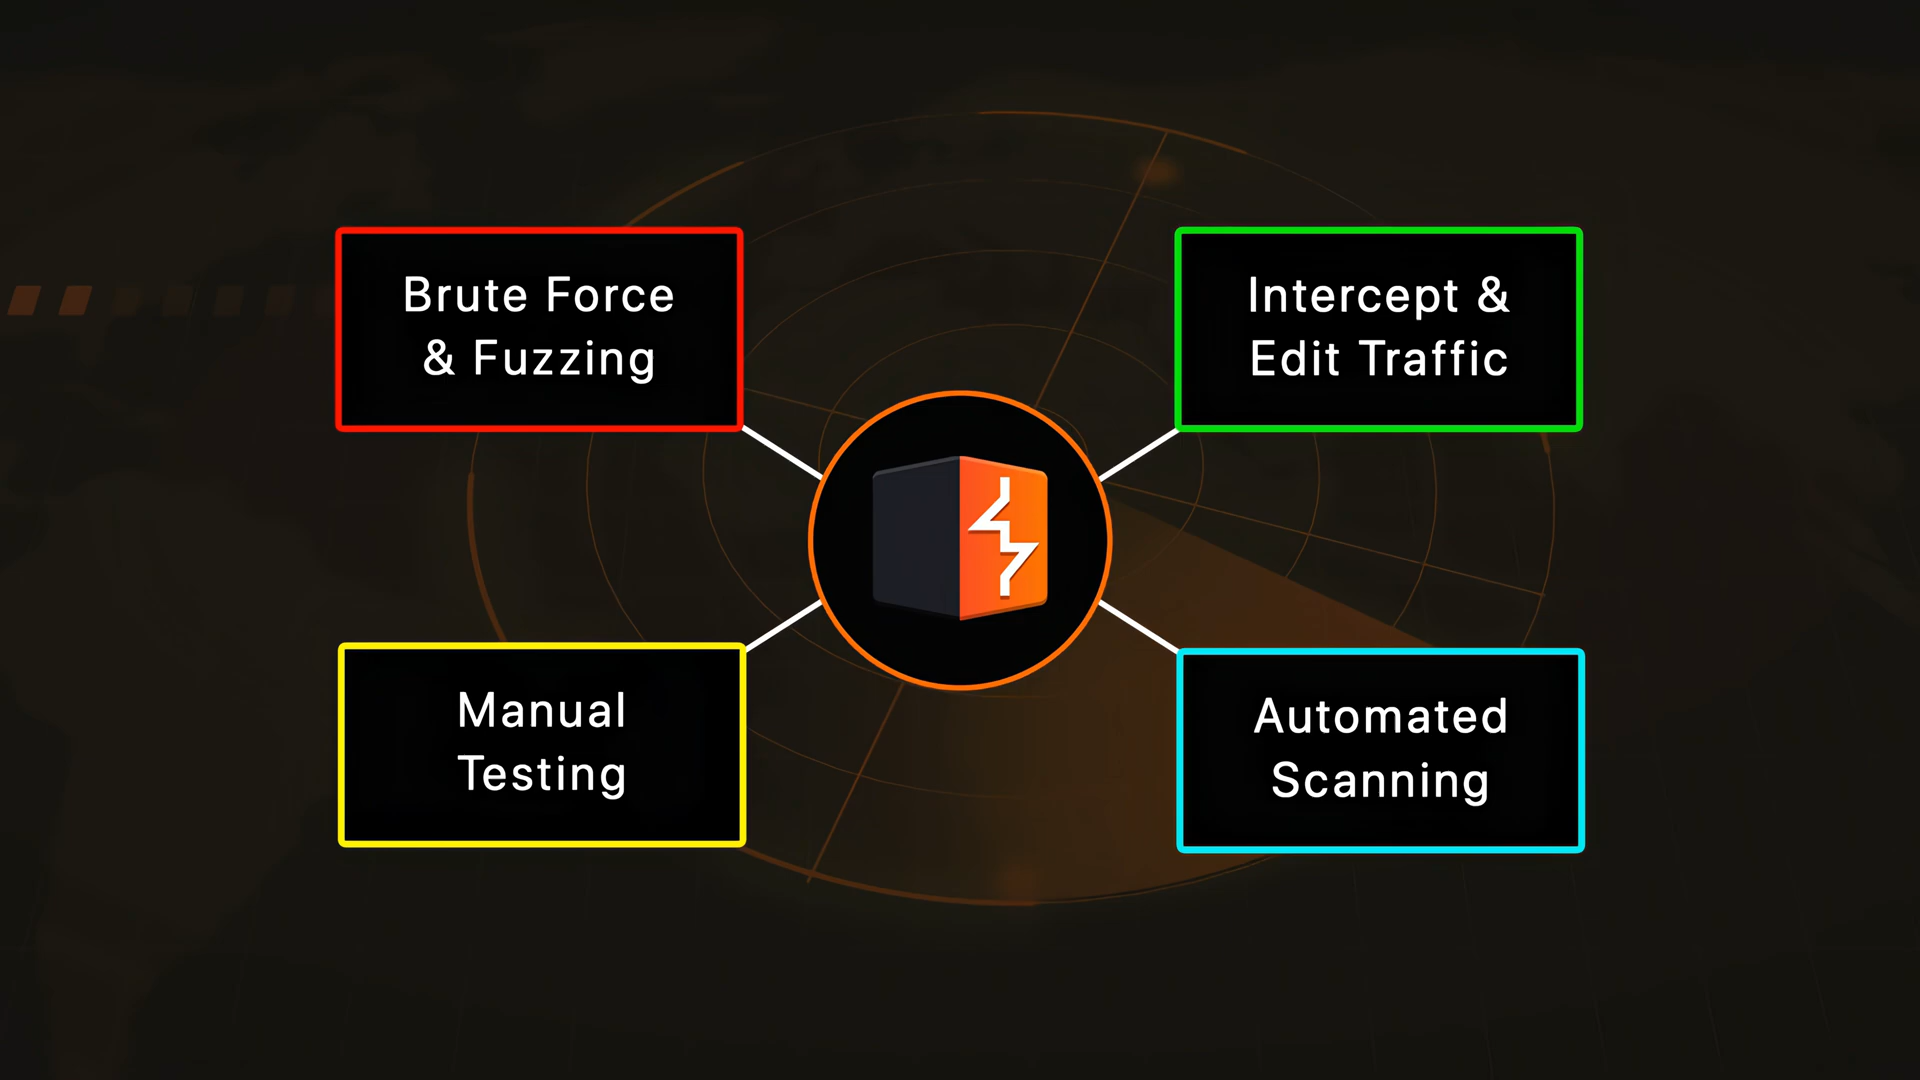 Brute Force
& Fuzzing
Intercept &
Edit Traffic
Manual
Testing
Automated
Scanning